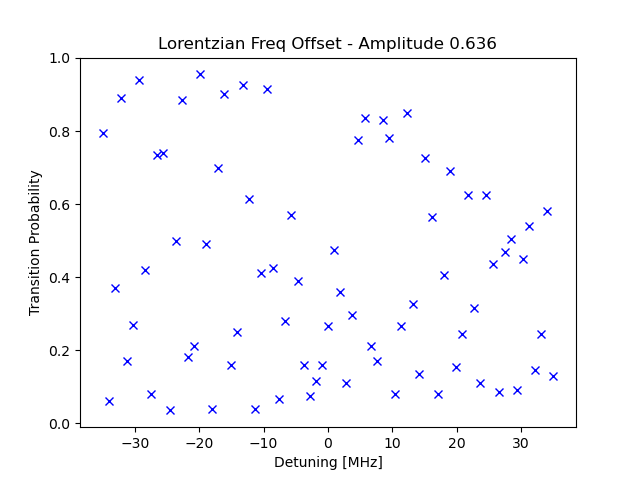 Lorentzian Freq Offset - Amplitude 0.636
1.0
0.8
0.6
0.4
0.2
0.0
Transition Probability
−30 −20 −10 0 10 20 30
Detuning [MHz]